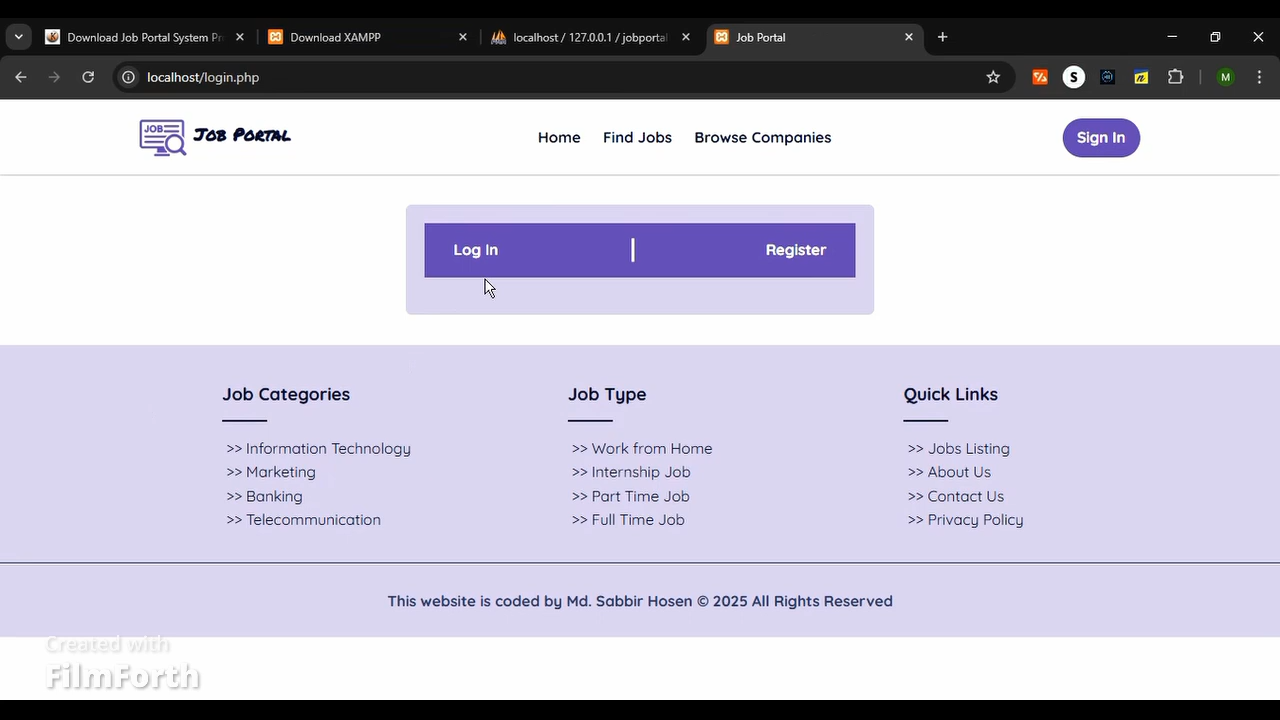 Download Job Portal System Pr
Download XAMPP
localhost / 127.0.0.1 / jobportal
Job Portal
localhost/login.php
S
M
JOB
Job Portal
Home
Find Jobs
Browse Companies
Sign In
Log In
Register
Job Categories
>> Information Technology
>> Marketing
>> Banking
>> Telecommunication
Job Type
>> Work from Home
>> Internship Job
>> Part Time Job
>> Full Time Job
Quick Links
>> Jobs Listing
>> About Us
>> Contact Us
>> Privacy Policy
This website is coded by Md. Sabbir Hosen © 2025 All Rights Reserved
Created with
FilmForth